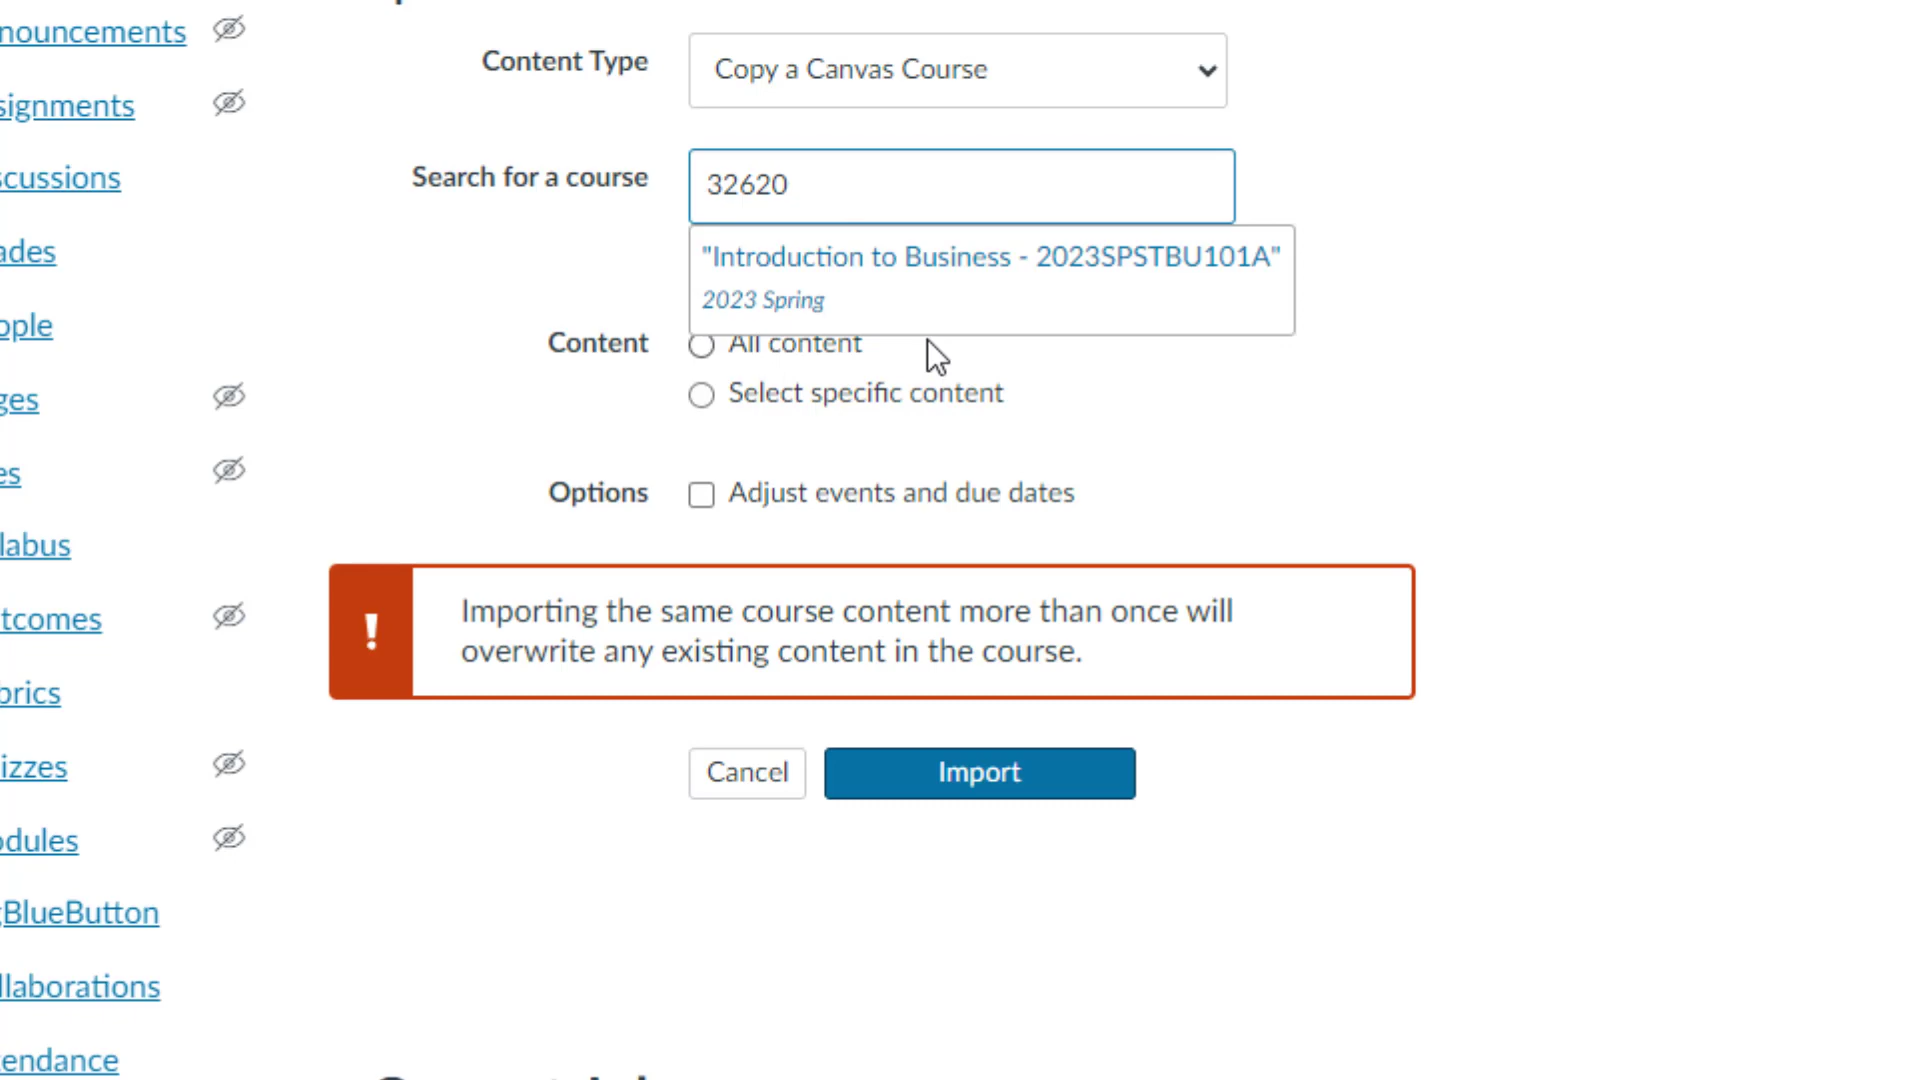 nouncements
signments
scussions
ades
ople
ges
es
labus
tcomes
brics
izzes
odules
gBlueButton
llaborations
tendance
Content Type
Copy a Canvas Course
Search for a course
32620
"Introduction to Business - 2023SPSTBU101A"
2023 Spring
Content
All content
Select specific content
Options
Adjust events and due dates
!
Importing the same course content more than once will
overwrite any existing content in the course.
Cancel
Import